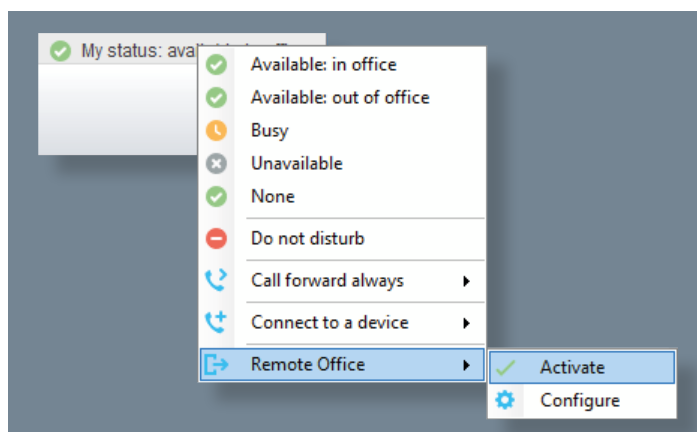 My status:
Available: in office
Available: out of office
Busy
Unavailable
None
Do not disturb
Call forward always
Connect to a device
Remote Office
Activate
Configure